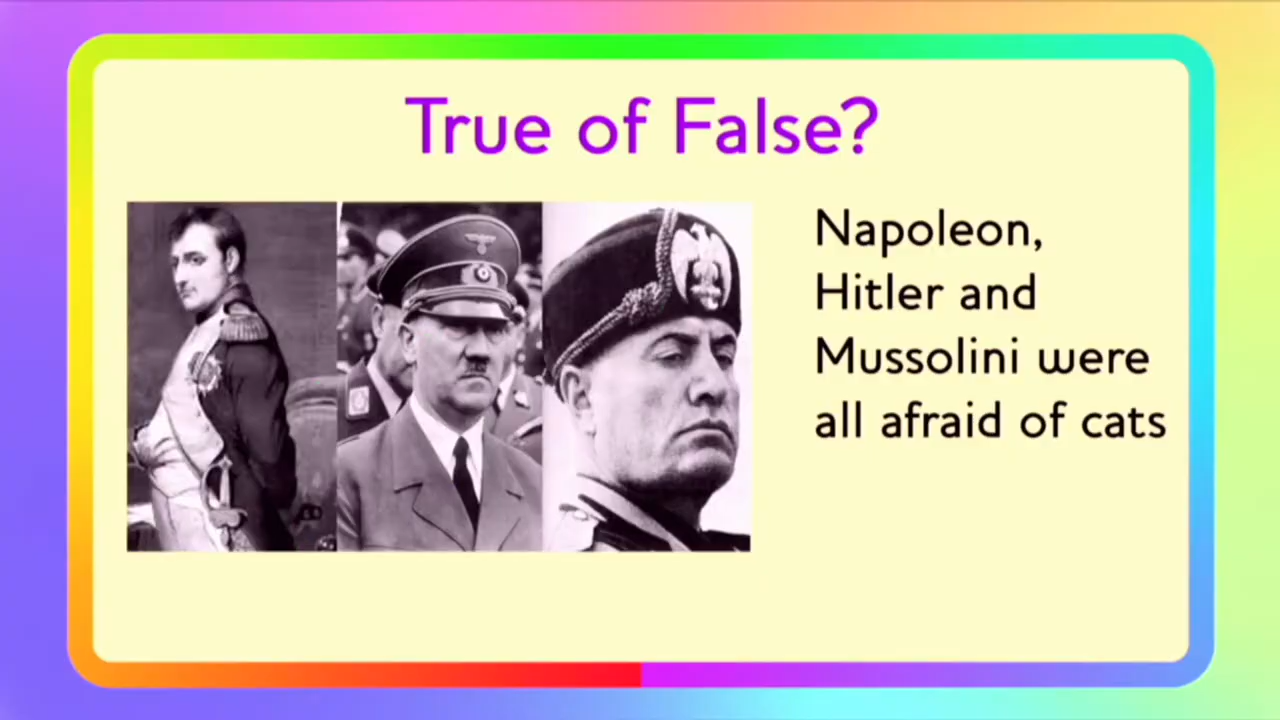 True of False?
Napoleon,
Hitler and
Mussolini were
all afraid of cats